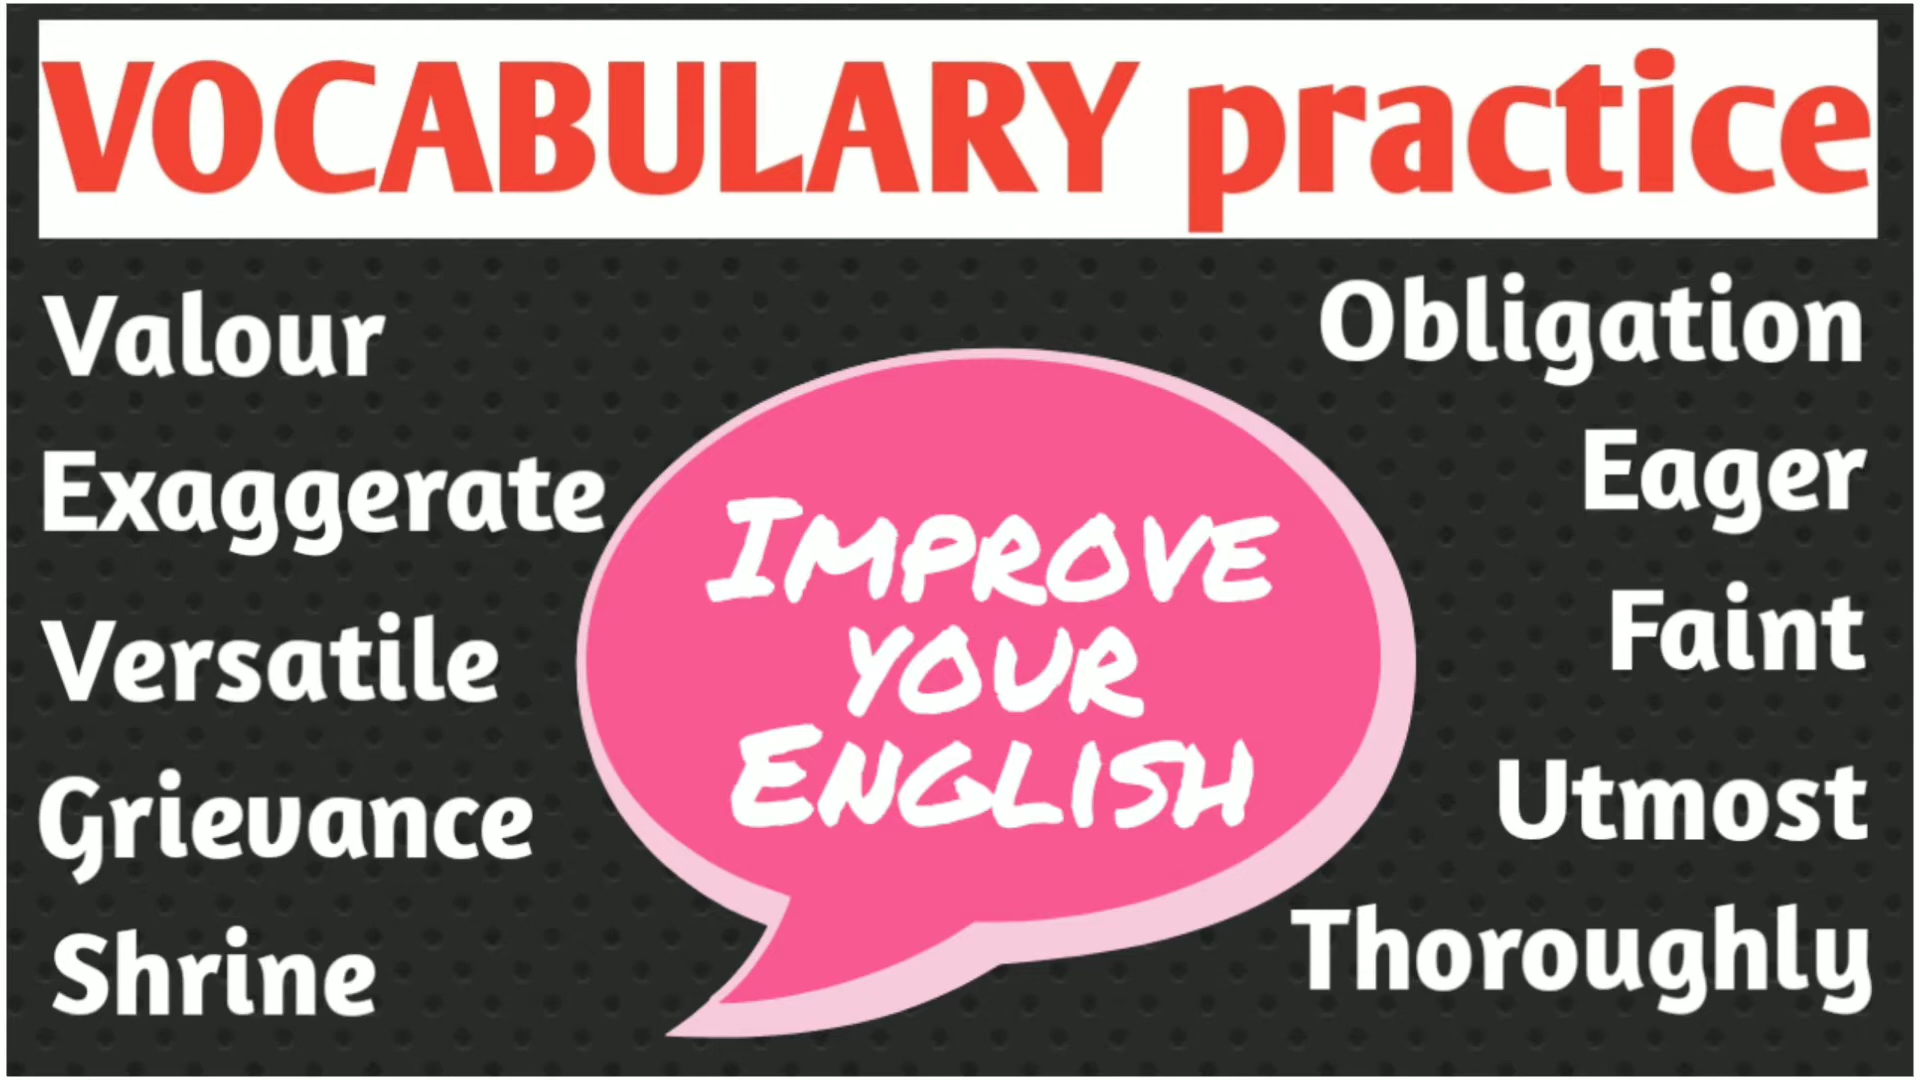 VOCABULARY practice
Valour
Exaggerate
Versatile
Grievance
Shrine
IMPROVE
YOUR
ENGLISH
Obligation
Eager
Faint
Utmost
Thoroughly